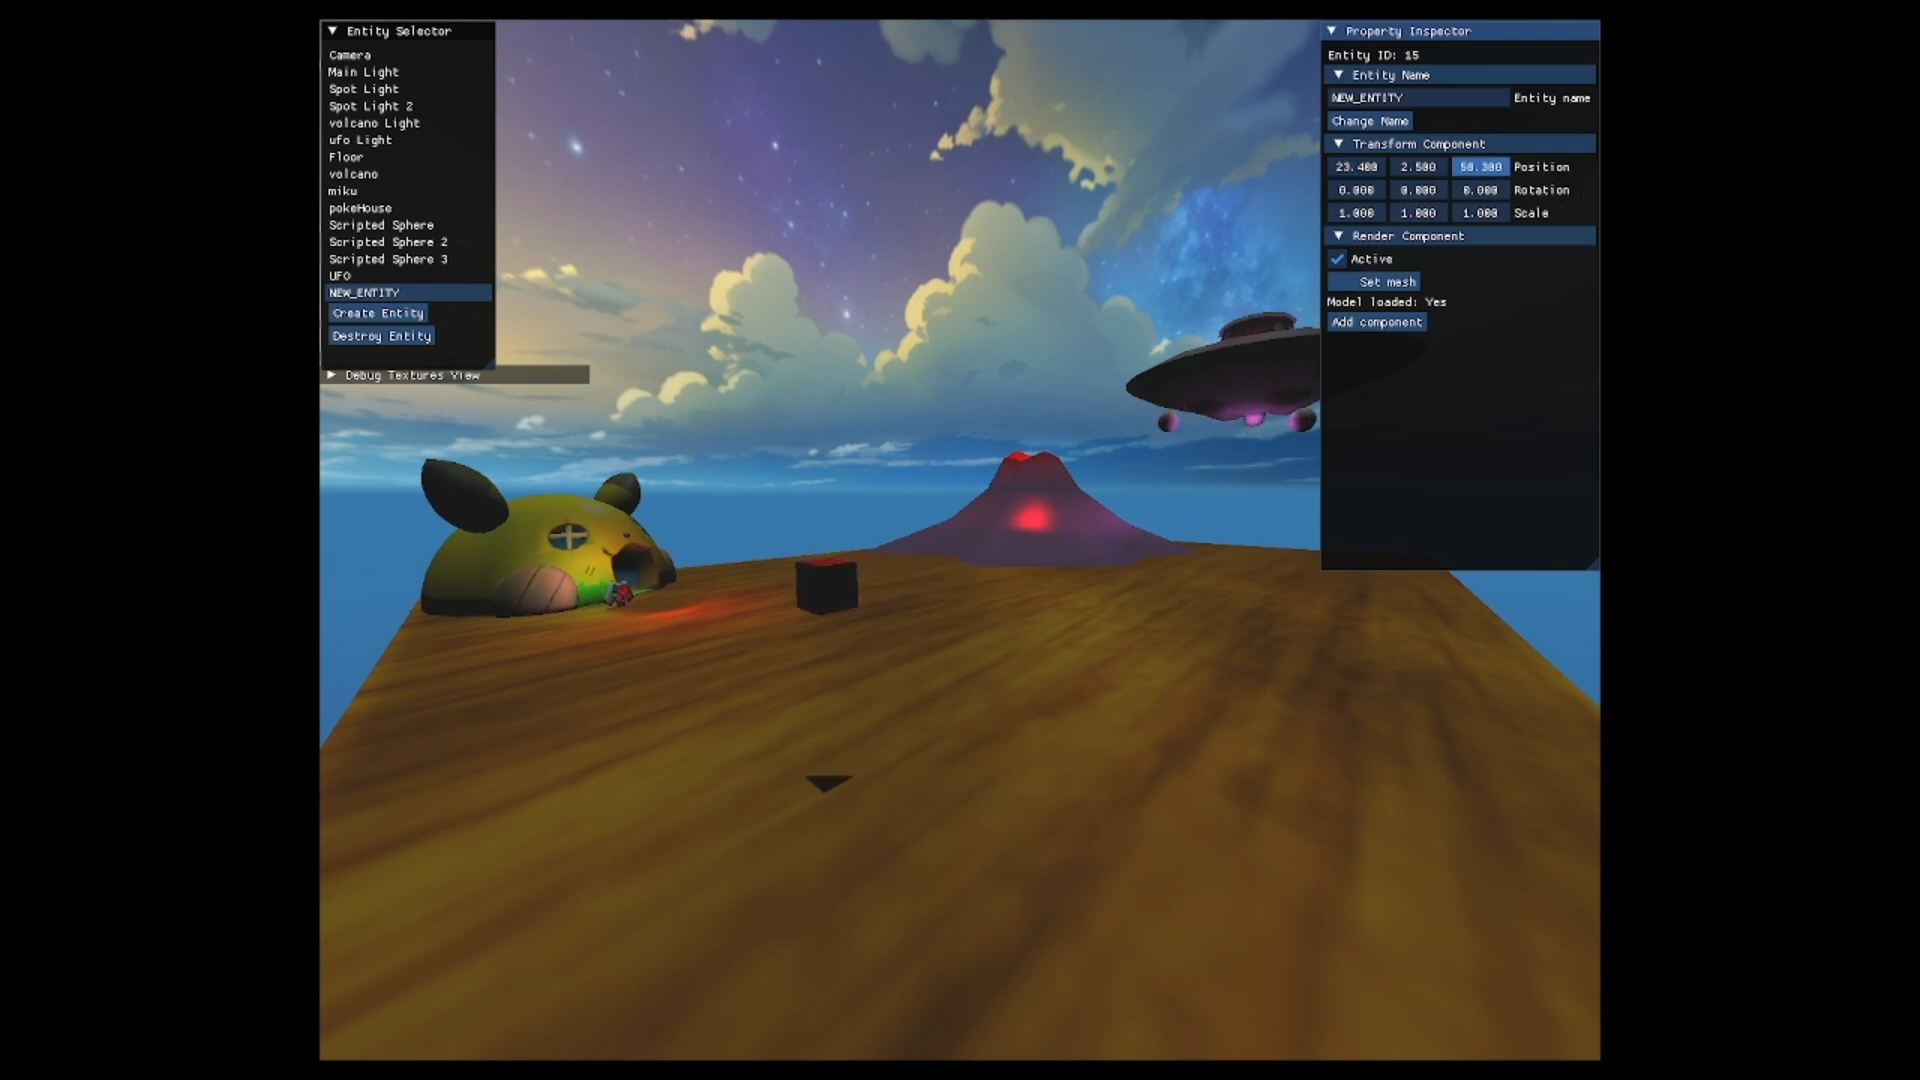 Entity Selector
Camera
Main Light
Spot Light
Spot Light 2
volcano Light
ufo Light
Floor
volcano
miku
pokeHouse
Scripted Sphere
Scripted Sphere 2
Scripted Sphere 3
UFO
NEW_ENTITY
Create Entity
Destroy Entity
Debug Textures View
Property Inspector
Entity ID: 15
Entity Name
NEW_ENTITY Entity name
Change Name
Transform Component
23.400 2.500 50.300 Position
0.000 0.000 0.000 Rotation
1.000 1.000 1.000 Scale
Render Component
Active
Set mesh
Model loaded: Yes
Add component